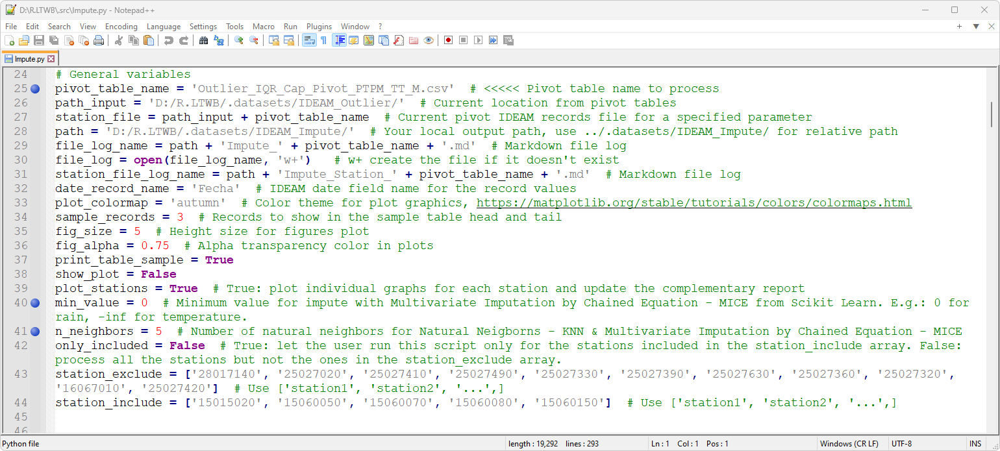 D:\R.LTWB\.src\Impute.py - Notepad++
File Edit Search View Encoding Language Settings Tools Macro Run Plugins Window ?
Impute.py
24 # General variables
25 pivot_table_name = 'Outlier_IQR_Cap_Pivot_PTPM_TT_M.csv'  # <<<<< Pivot table name to process
26 path_input = 'D:/R.LTWB/.datasets/IDEAM_Outlier/'  # Current location from pivot tables
27 station_file = path_input + pivot_table_name  # Current pivot IDEAM records file for a specified parameter
28 path = 'D:/R.LTWB/.datasets/IDEAM_Impute/'  # Your local output path, use ../.datasets/IDEAM_Impute/ for relative path
29 file_log_name = path + 'Impute_' + pivot_table_name + '.md'  # Markdown file log
30 file_log = open(file_log_name, 'w+')   # w+ create the file if it doesn't exist
31 station_file_log_name = path + 'Impute_Station_' + pivot_table_name + '.md'  # Markdown file log
32 date_record_name = 'Fecha'  # IDEAM date field name for the record values
33 plot_colormap = 'autumn'  # Color theme for plot graphics, https://matplotlib.org/stable/tutorials/colors/colormaps.html
34 sample_records = 3  # Records to show in the sample table head and tail
35 fig_size = 5  # Height size for figures plot
36 fig_alpha = 0.75  # Alpha transparency color in plots
37 print_table_sample = True
38 show_plot = False
39 plot_stations = True  # True: plot individual graphs for each station and update the complementary report
40 min_value = 0  # Minimum value for impute with Multivariate Imputation by Chained Equation - MICE from Scikit Learn. E.g.: 0 for
rain, -inf for temperature.
41 n_neighbors = 5  # Number of natural neighbors for Natural Neigborns - KNN & Multivariate Imputation by Chained Equation - MICE
42 only_included = False  # True: let the user run this script only for the stations included in the station_include array. False:
process all the stations but not the ones in the station_exclude array.
43 station_exclude = ['28017140', '25027020', '25027410', '25027490', '25027330', '25027390', '25027630', '25027360', '25027320',
'16067010', '25027420']  # Use ['station1', 'station2', '...',]
44 station_include = ['15015020', '15060050', '15060070', '15060080', '15060150']  # Use ['station1', 'station2', '...',]
45
46
Python file length : 19,292 lines : 293 Ln : 1 Col : 1 Pos : 1 Windows (CR LF) UTF-8 INS